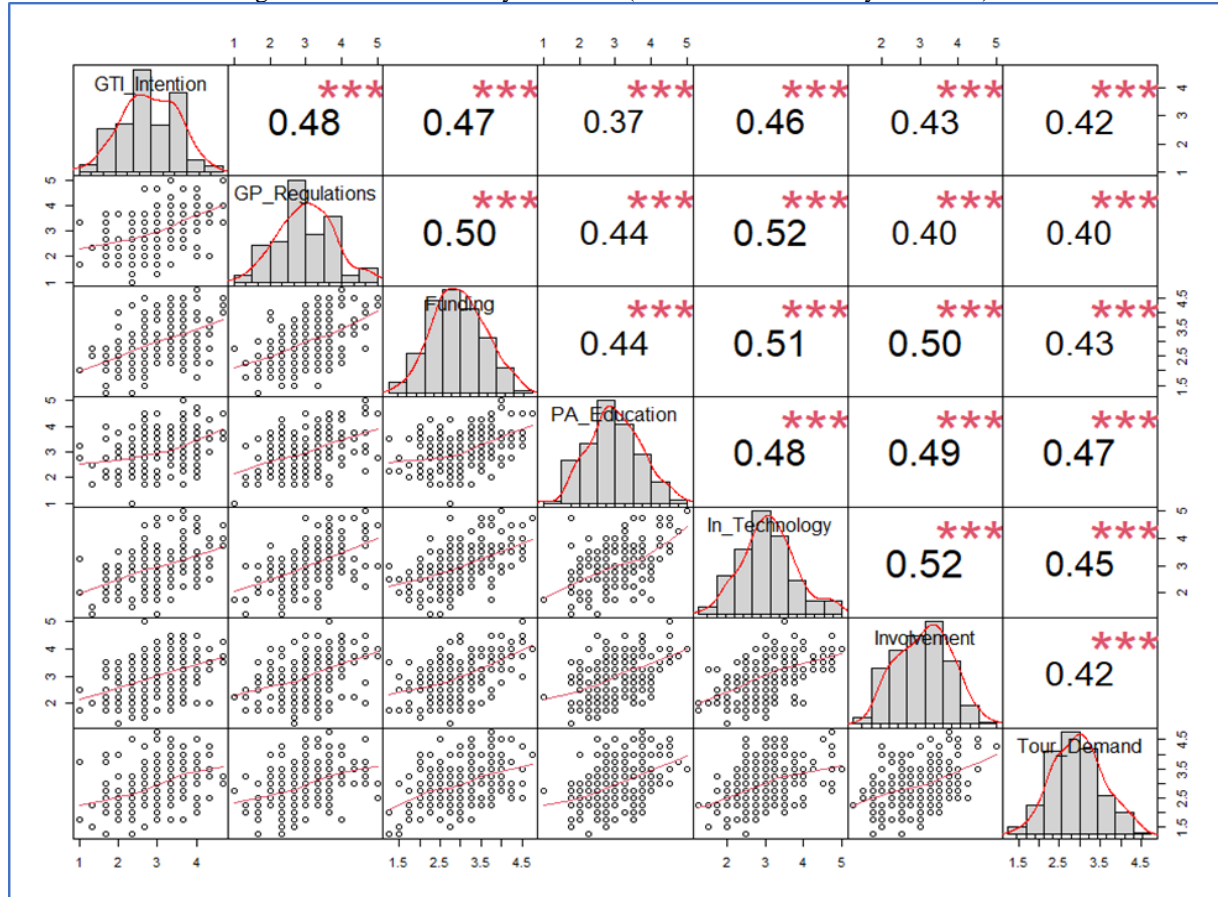 1 2 3 4 5 1 2 3 4 5 2 3 4 5
GTI_Intention *** *** *** *** *** ***
0.48 0.47 0.37 0.46 0.43 0.42
1 2 3 4
GP_Regulations *** *** *** *** ***
0.50 0.44 0.52 0.40 0.40
1 2 3 4 5
Funding *** *** *** ***
0.44 0.51 0.50 0.43
1.5 2.5 3.5 4.5
PA_Education *** *** ***
0.48 0.49 0.47
1 2 3 4 5
In_Technology *** ***
0.52 0.45
2 3 4 5
Involvement ***
0.42
2 3 4 5
Tour_Demand
1.5 2.5 3.5 4.5
1 2 3 4 1.5 2.5 3.5 4.5 2 3 4 5 1.5 2.5 3.5 4.5